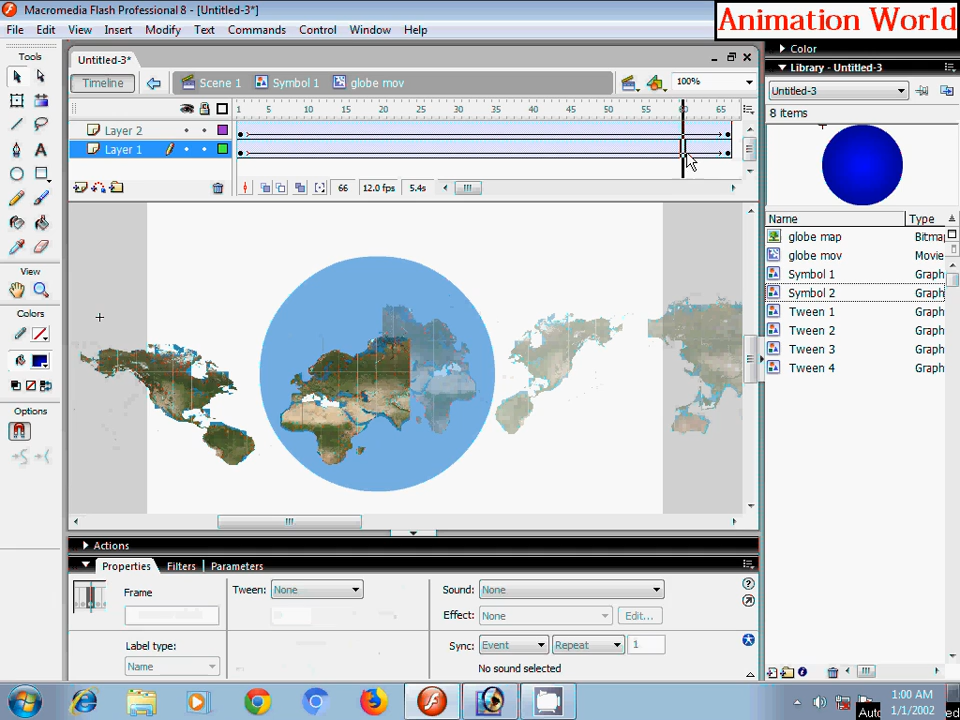 Macromedia Flash Professional 8 - [Untitled-3*]
Animation World
File Edit View Insert Modify Text Commands Control Window Help
Tools
Untitled-3*
Color
Library - Untitled-3
Timeline Scene 1 Symbol 1 globe mov 100%
Untitled-3
8 items
1 5 10 15 20 25 30 35 40 45 50 55 60 65
Layer 2
Layer 1
66 12.0 fps 5.4s
Name Type
globe map Bitmap
globe mov Movie
Symbol 1 Graph
Symbol 2 Graph
Tween 1 Graph
Tween 2 Graph
Tween 3 Graph
Tween 4 Graph
View
Colors
Options
Actions
Properties Filters Parameters
Frame Tween: None Sound: None
Effect: None Edit...
Label type: Sync: Event Repeat 1
Name No sound selected
1:00 AM
1/1/2002